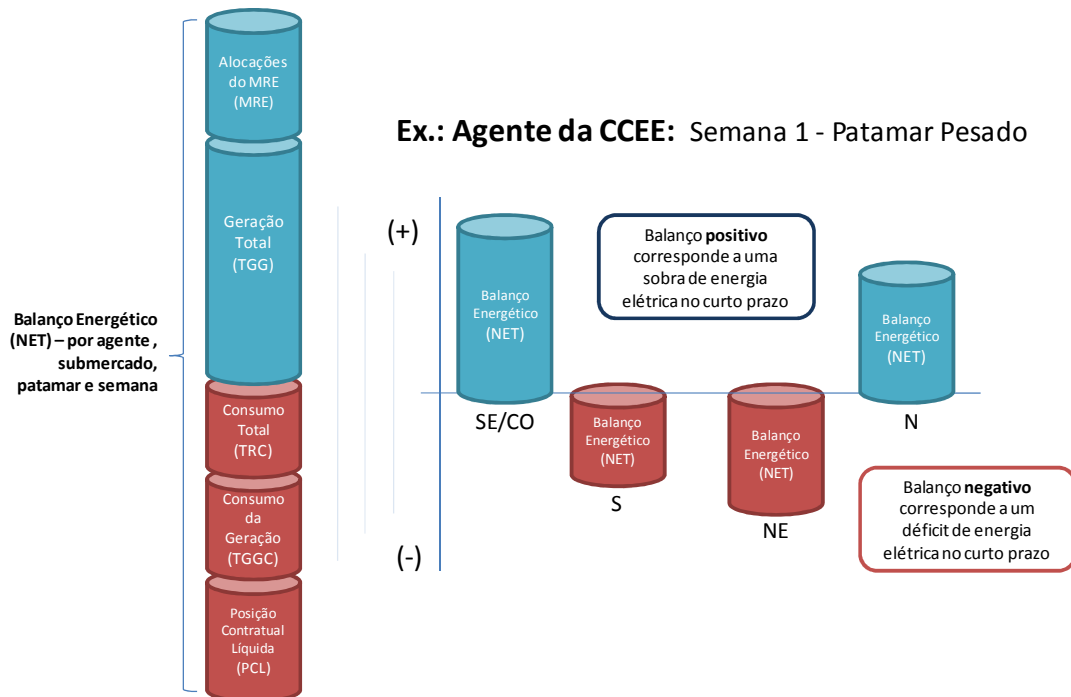 Alocações
do MRE
(MRE)
Geração
Total
(TGG)
Consumo
Total
(TRC)
Consumo
da
Geração
(TGGC)
Posição
Contratual
Líquida
(PCL)
Balanço Energético
(NET) – por agente ,
submercado,
patamar e semana
Ex.: Agente da CCEE: Semana 1 - Patamar Pesado
(+)
(-)
Balanço
Energético
(NET)
SE/CO
Balanço
Energético
(NET)
S
Balanço positivo
corresponde a uma
sobra de energia
elétrica no curto prazo
Balanço
Energético
(NET)
NE
Balanço
Energético
(NET)
N
Balanço negativo
corresponde a um
déficit de energia
elétrica no curto prazo